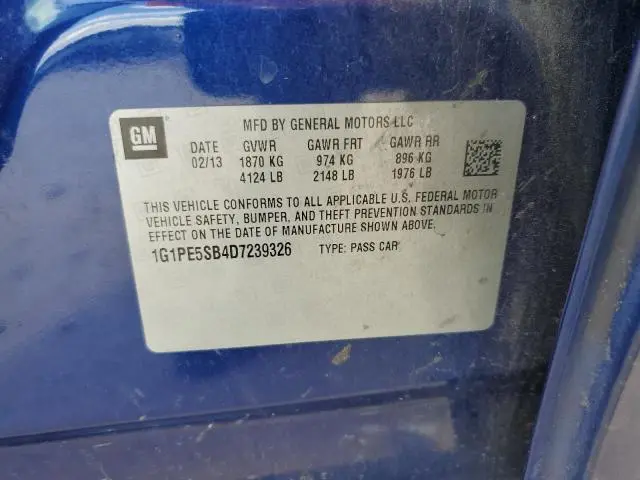 GM
MFD BY GENERAL MOTORS LLC
DATE GVWR GAWR FRT GAWR RR
02/13 1870 KG 974 KG 896 KG
4124 LB 2148 LB 1976 LB
THIS VEHICLE CONFORMS TO ALL APPLICABLE U.S. FEDERAL MOTOR
VEHICLE SAFETY, BUMPER, AND THEFT PREVENTION STANDARDS IN
EFFECT ON THE DATE OF MANUFACTURE SHOWN ABOVE.
1G1PE5SB4D7239326 TYPE: PASS CAR